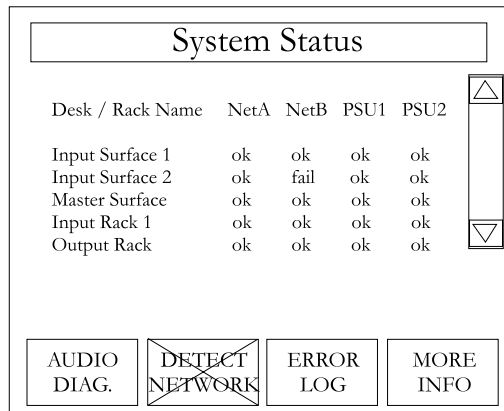 System Status
Desk / Rack Name NetA NetB PSU1 PSU2
Input Surface 1 ok ok ok ok
Input Surface 2 ok fail ok ok
Master Surface ok ok ok ok
Input Rack 1 ok ok ok ok
Output Rack ok ok ok ok
AUDIO DETECT ERROR MORE
DIAG. NETWORK LOG INFO